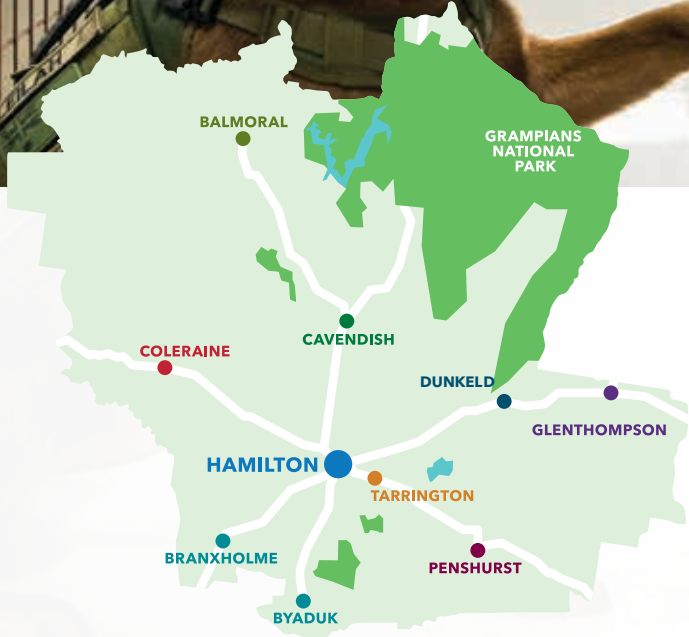 BALMORAL
GRAMPIANS
NATIONAL
PARK
CAVENDISH
COLERAINE
DUNKELD
GLENTHOMPSON
HAMILTON
TARRINGTON
BRANXHOLME
PENSHURST
BYADUK